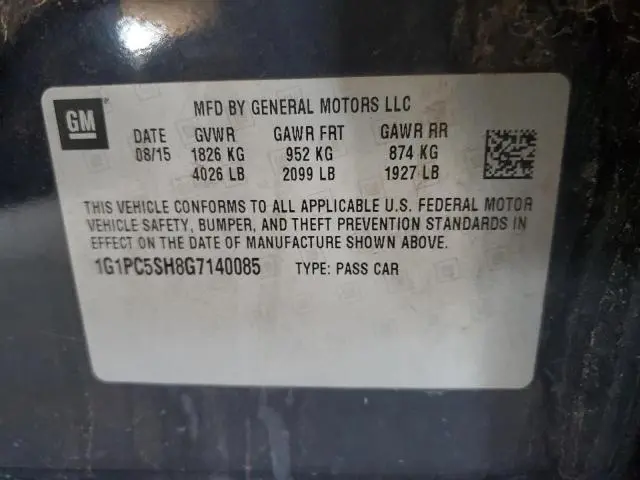 GM
MFD BY GENERAL MOTORS LLC
DATE GVWR GAWR FRT GAWR RR
08/15 1826 KG 952 KG 874 KG
4026 LB 2099 LB 1927 LB
THIS VEHICLE CONFORMS TO ALL APPLICABLE U.S. FEDERAL MOTOR
VEHICLE SAFETY, BUMPER, AND THEFT PREVENTION STANDARDS IN
EFFECT ON THE DATE OF MANUFACTURE SHOWN ABOVE.
1G1PC5SH8G7140085 TYPE: PASS CAR